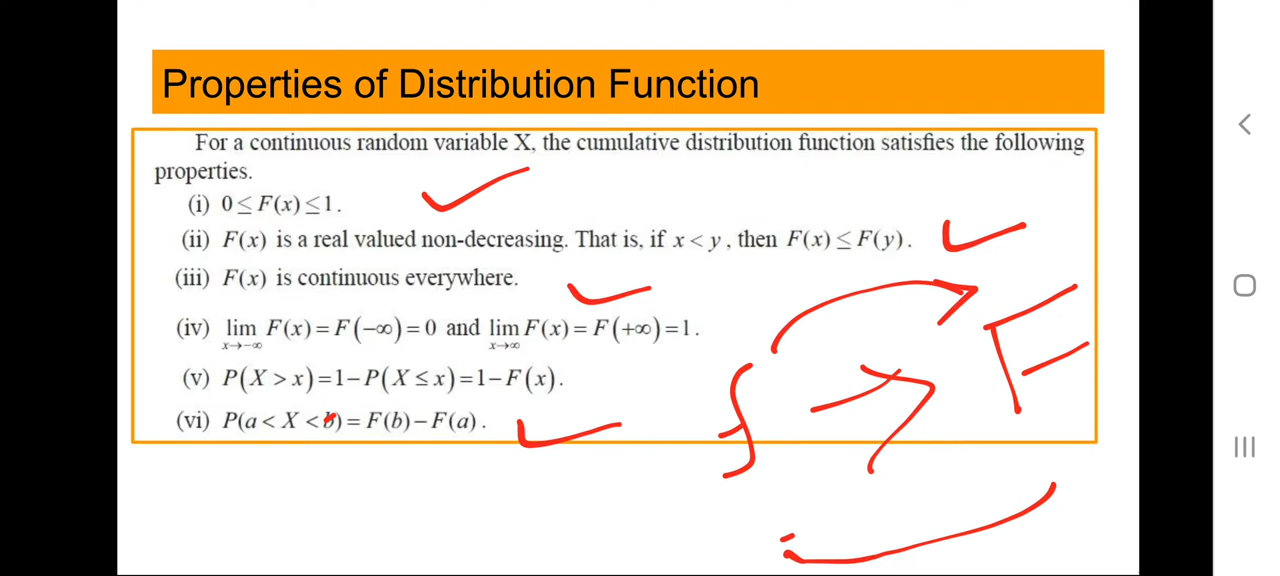 Properties of Distribution Function
For a continuous random variable X, the cumulative distribution function satisfies the following
properties.
(i) 0 ≤ F(x) ≤ 1.
(ii) F(x) is a real valued non-decreasing. That is, if x < y, then F(x) ≤ F(y).
(iii) F(x) is continuous everywhere.
(iv) lim x→-∞ F(x) = F(-∞) = 0 and lim x→∞ F(x) = F(+∞) = 1.
(v) P(X > x) = 1 - P(X ≤ x) = 1 - F(x).
(vi) P(a < X < b) = F(b) - F(a).
f → F